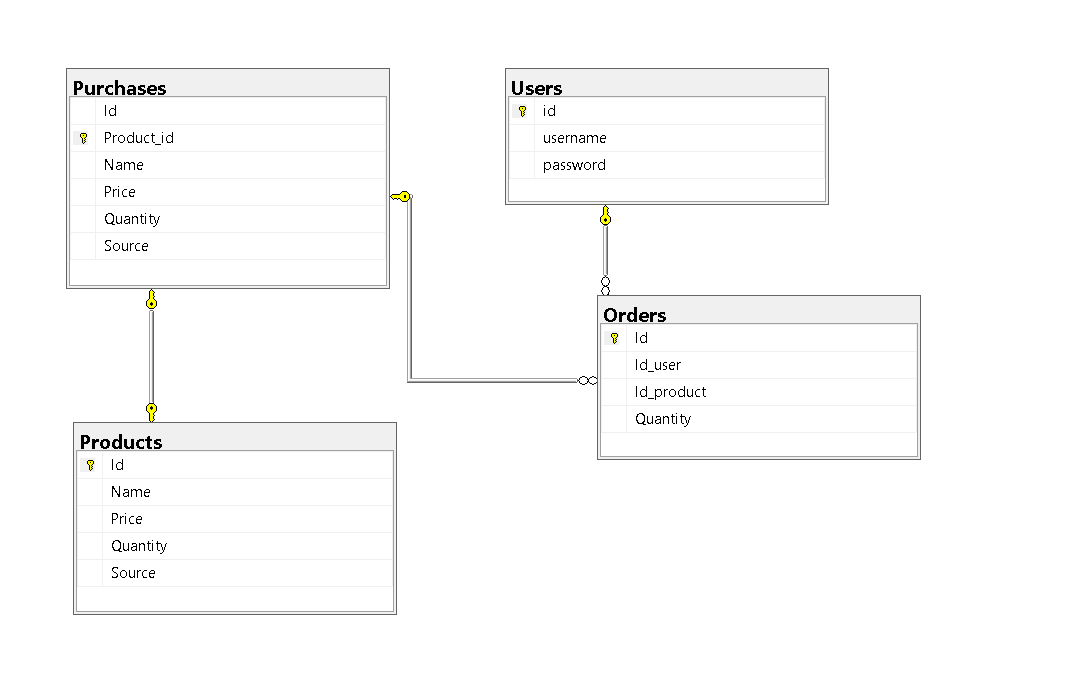 Purchases
Id
Product_id
Name
Price
Quantity
Source
Users
id
username
password
Orders
Id
Id_user
Id_product
Quantity
Products
Id
Name
Price
Quantity
Source